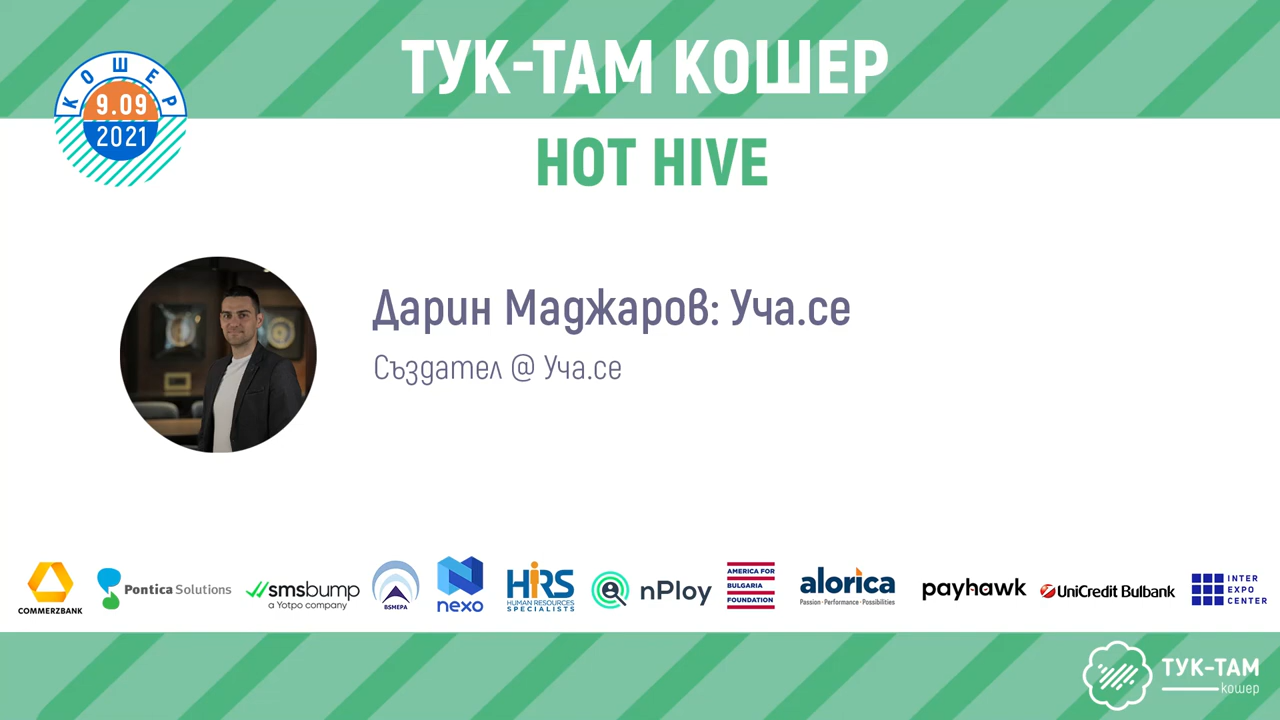 ТУК-ТАМ КОШЕР
КОШЕР
9.09
2021
HOT HIVE
Дарин Маджаров: Уча.се
Създател @ Уча.се
COMMERZBANK
Pontica Solutions
smsbump
a Yotpo company
BSMEPA
nexo
HRS
HUMAN RESOURCES
SPECIALISTS
nPloy
AMERICA FOR
BULGARIA
FOUNDATION
alorica
Passion · Performance · Possibilities
payhawk
UniCredit Bulbank
INTER
EXPO
CENTER
ТУК-ТАМ
кошер